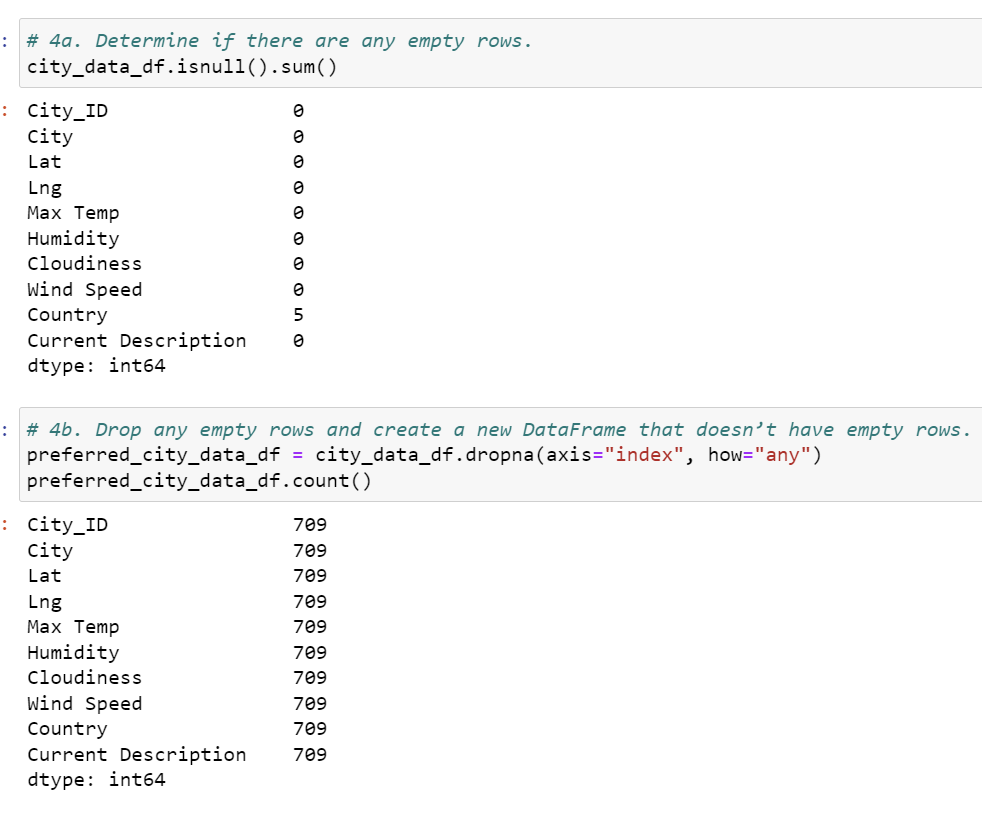 : # 4a. Determine if there are any empty rows.
city_data_df.isnull().sum()
: City_ID 0
City 0
Lat 0
Lng 0
Max Temp 0
Humidity 0
Cloudiness 0
Wind Speed 0
Country 5
Current Description 0
dtype: int64
: # 4b. Drop any empty rows and create a new DataFrame that doesn’t have empty rows.
preferred_city_data_df = city_data_df.dropna(axis="index", how="any")
preferred_city_data_df.count()
: City_ID 709
City 709
Lat 709
Lng 709
Max Temp 709
Humidity 709
Cloudiness 709
Wind Speed 709
Country 709
Current Description 709
dtype: int64